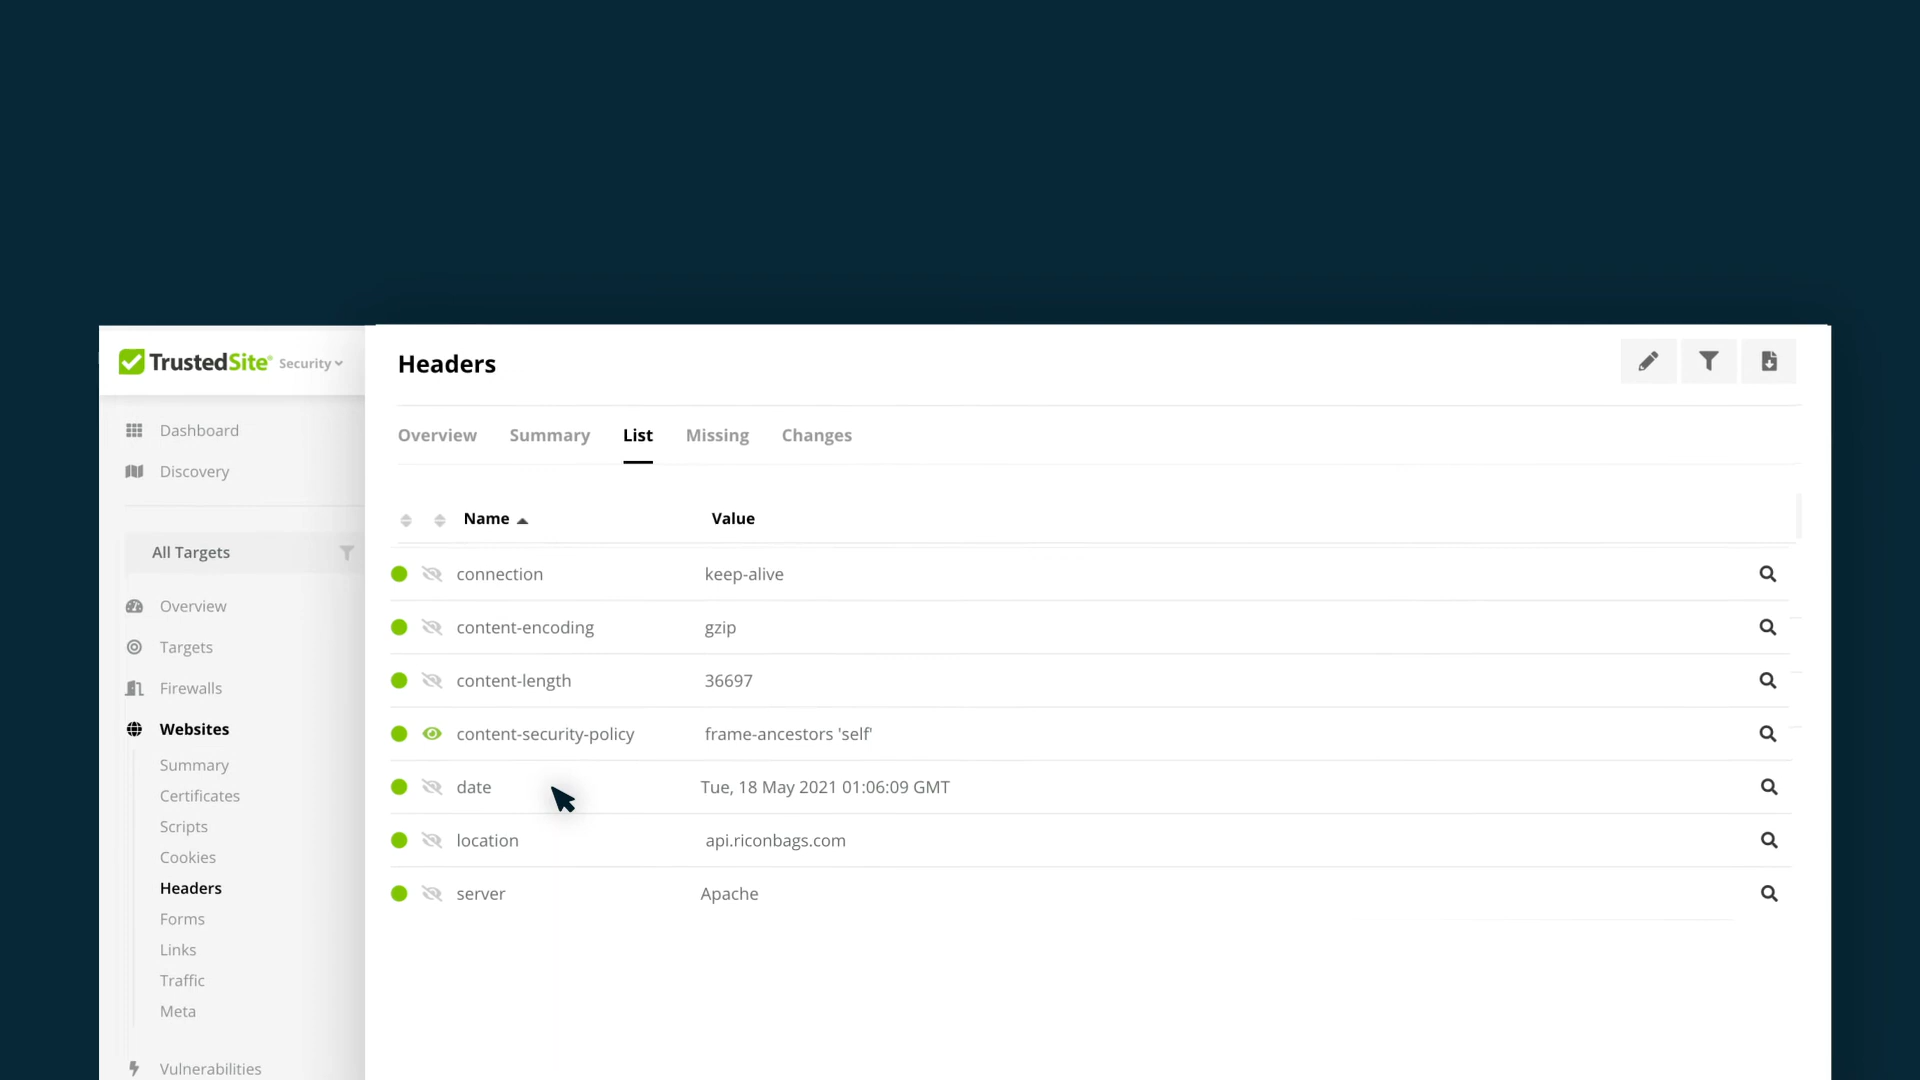 TrustedSite® Security
Dashboard
Discovery
All Targets
Overview
Targets
Firewalls
Websites
Summary
Certificates
Scripts
Cookies
Headers
Forms
Links
Traffic
Meta
Vulnerabilities
Headers
Overview Summary List Missing Changes
Name Value
connection keep-alive
content-encoding gzip
content-length 36697
content-security-policy frame-ancestors 'self'
date Tue, 18 May 2021 01:06:09 GMT
location api.riconbags.com
server Apache